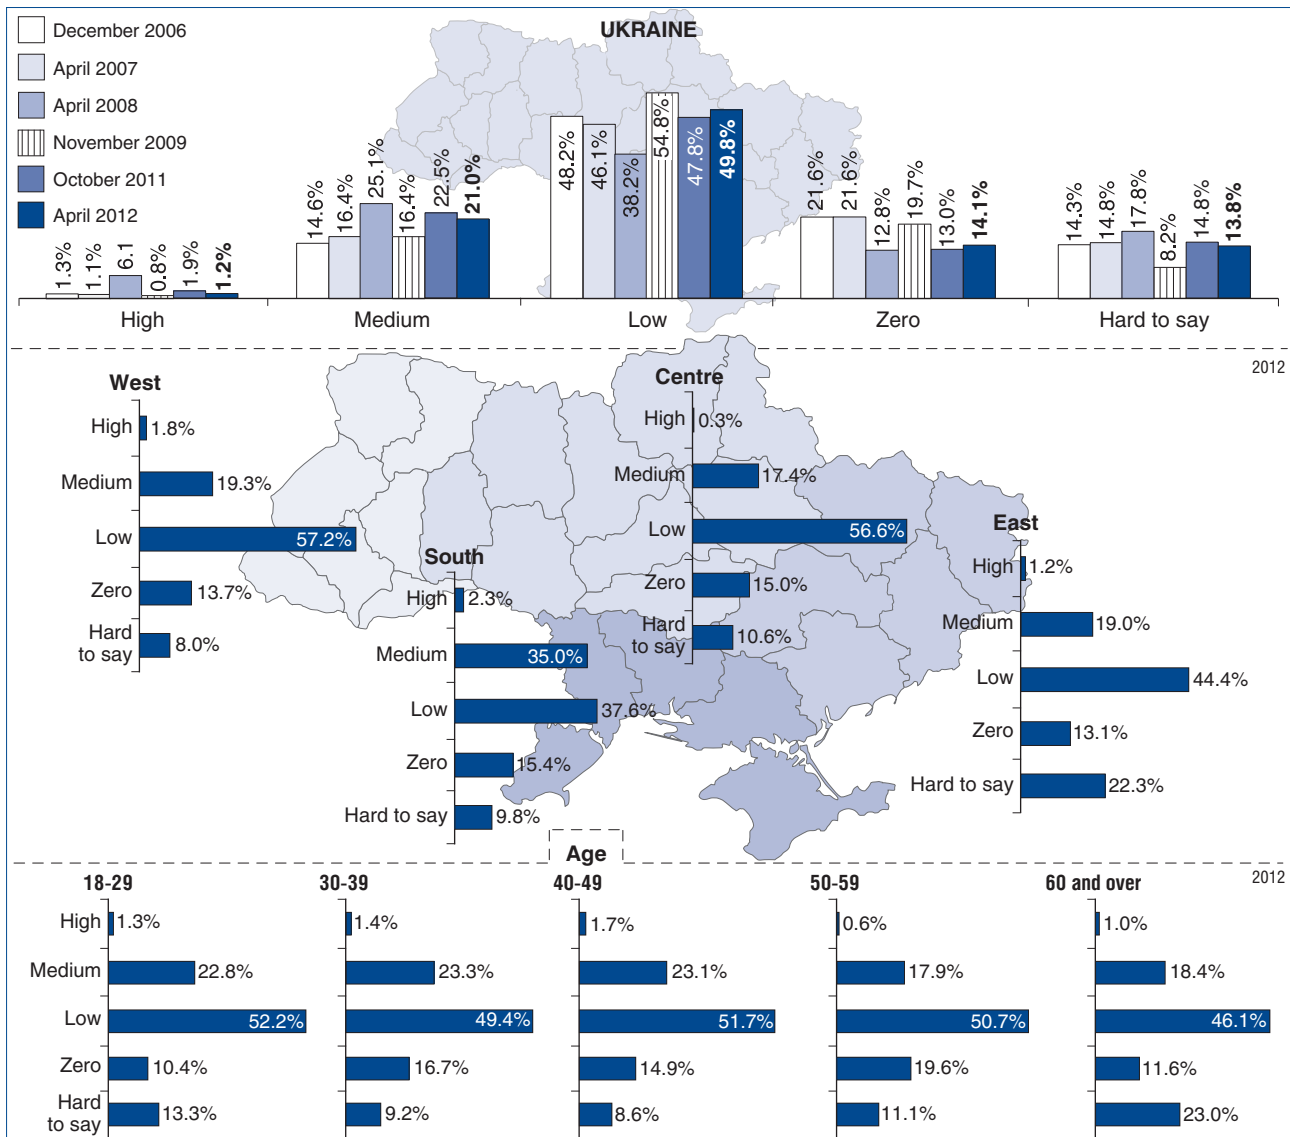 UKRAINE
December 2006
April 2007
April 2008
November 2009
October 2011
April 2012
1.3% 1.1% 6.1 0.8% 1.9% 1.2%
14.6% 16.4% 25.1% 16.4% 22.5% 21.0%
48.2% 46.1% 38.2% 54.8% 47.8% 49.8%
21.6% 21.6% 12.8% 19.7% 13.0% 14.1%
14.3% 14.8% 17.8% 8.2% 14.8% 13.8%
High Medium Low Zero Hard to say
2012
West
High 1.8%
Medium 19.3%
Low 57.2%
Zero 13.7%
Hard
to say 8.0%
Centre
High 0.3%
Medium 17.4%
Low 56.6%
Zero 15.0%
Hard
to say 10.6%
South
High 2.3%
Medium 35.0%
Low 37.6%
Zero 15.4%
Hard to say 9.8%
East
High 1.2%
Medium 19.0%
Low 44.4%
Zero 13.1%
Hard to say 22.3%
Age
2012
18-29 30-39 40-49 50-59 60 and over
High 1.3% 1.4% 1.7% 0.6% 1.0%
Medium 22.8% 23.3% 23.1% 17.9% 18.4%
Low 52.2% 49.4% 51.7% 50.7% 46.1%
Zero 10.4% 16.7% 14.9% 19.6% 11.6%
Hard
to say 13.3% 9.2% 8.6% 11.1% 23.0%